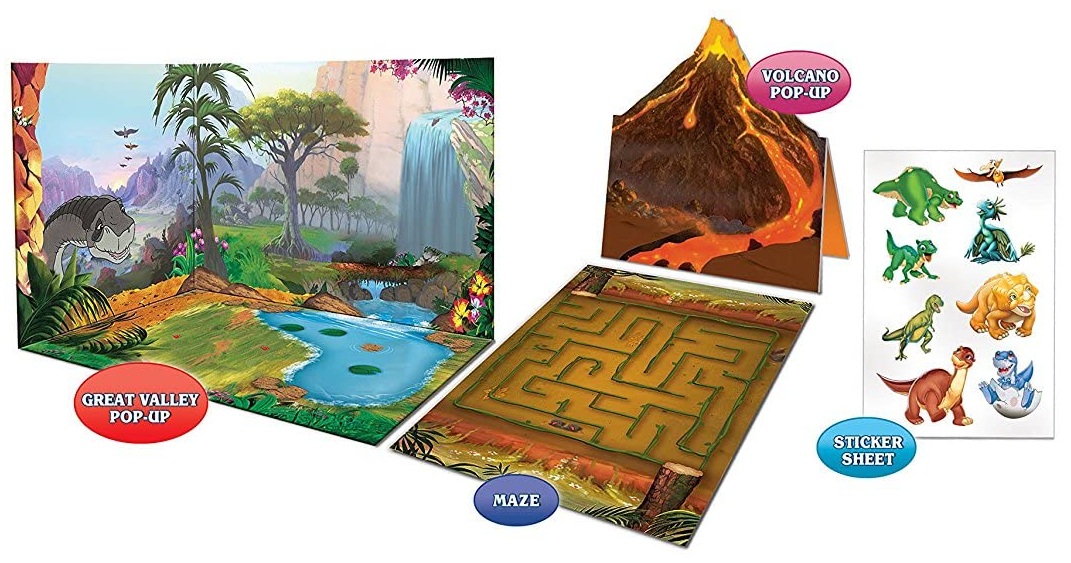 VOLCANO
POP-UP
GREAT VALLEY
POP-UP
STICKER
SHEET
MAZE